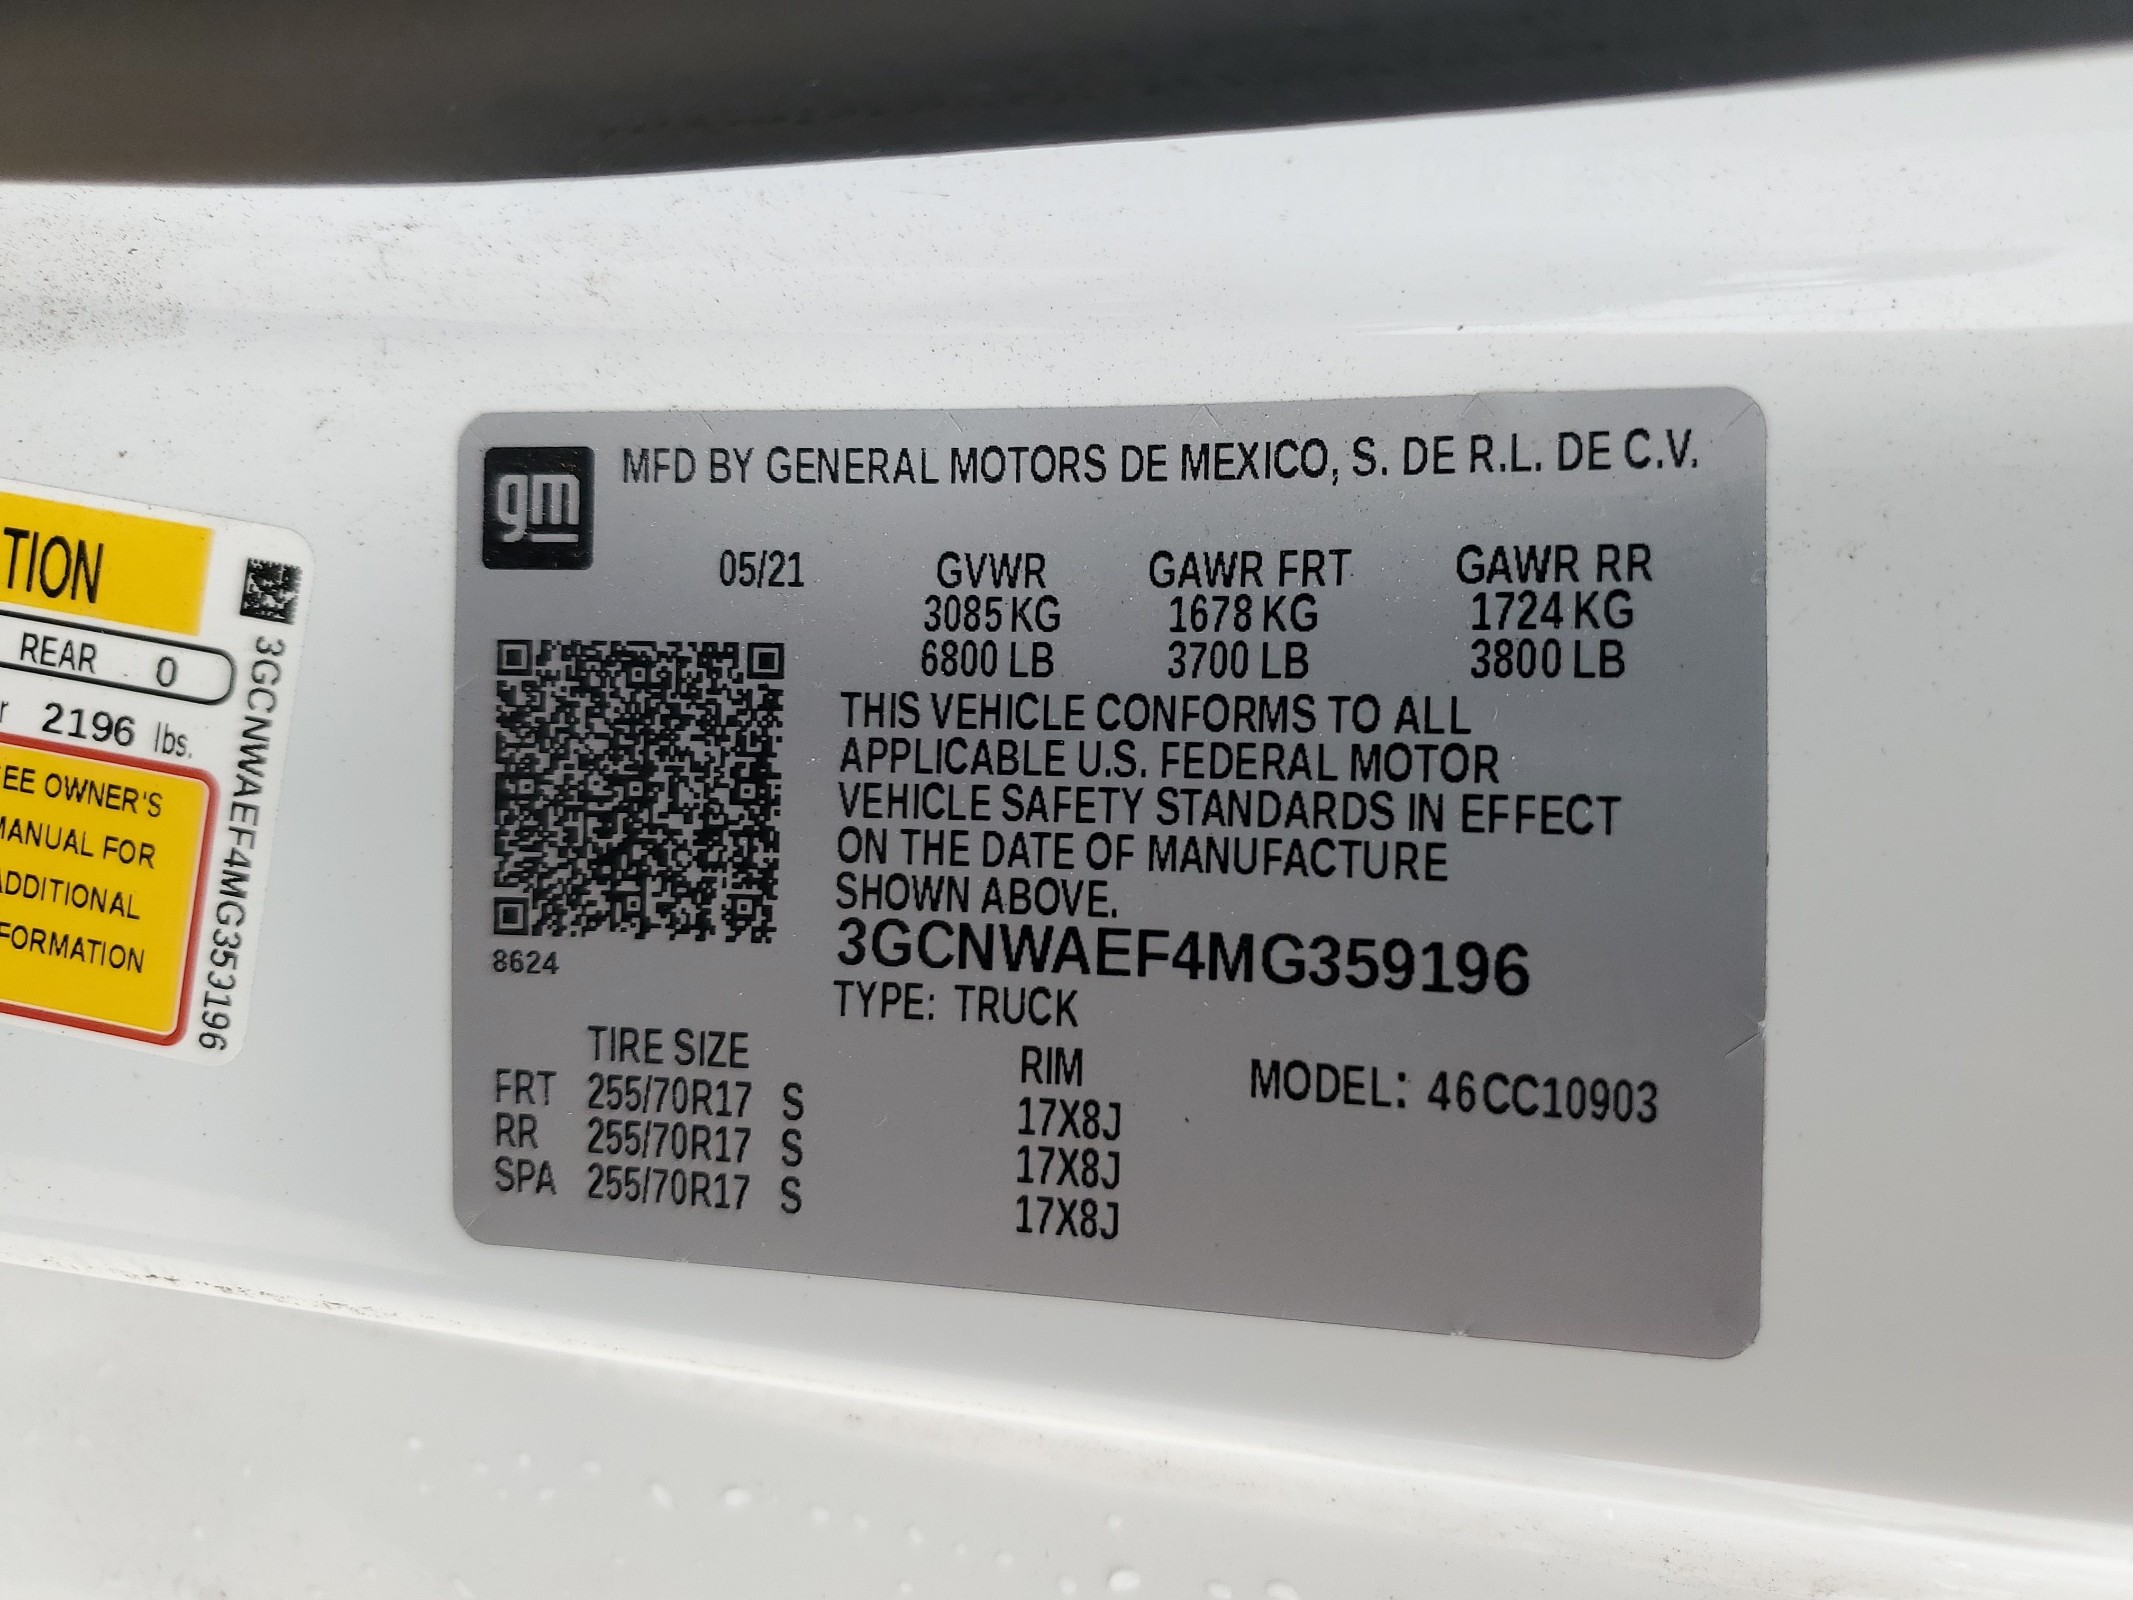 MFD BY GENERAL MOTORS DE MEXICO, S. DE R.L. DE C.V.
gm
05/21 GVWR GAWR FRT GAWR RR
3085 KG 1678 KG 1724 KG
6800 LB 3700 LB 3800 LB
THIS VEHICLE CONFORMS TO ALL
APPLICABLE U.S. FEDERAL MOTOR
VEHICLE SAFETY STANDARDS IN EFFECT
ON THE DATE OF MANUFACTURE
SHOWN ABOVE.
3GCNWAEF4MG359196
8624
TYPE: TRUCK
TIRE SIZE RIM MODEL: 46CC10903
FRT 255/70R17 S 17X8J
RR 255/70R17 S 17X8J
SPA 255/70R17 S 17X8J
TION
REAR 0
r 2196 lbs.
EE OWNER'S
MANUAL FOR
ADDITIONAL
FORMATION
3GCNWAEF4MG353196